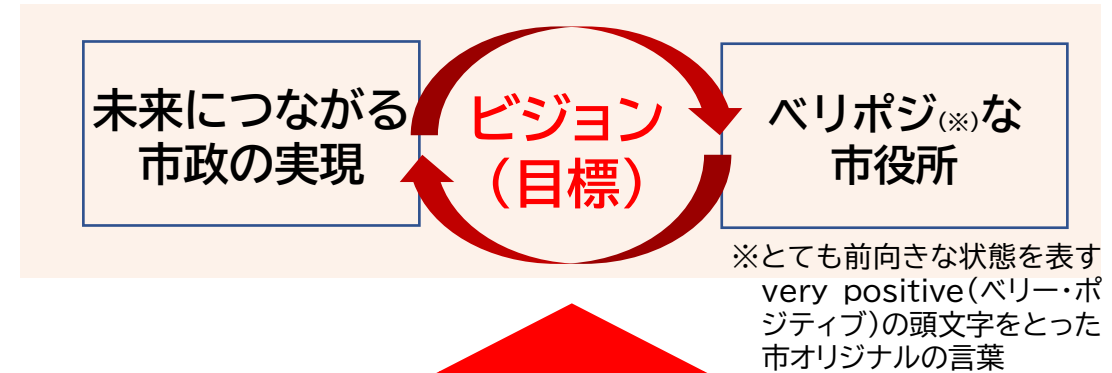 未来につながる
市政の実現
ビジョン
（目標）
ベリポジ(※)な
市役所
※とても前向きな状態を表す
very positive(ベリー・ポ
ジティブ)の頭文字をとった
市オリジナルの言葉